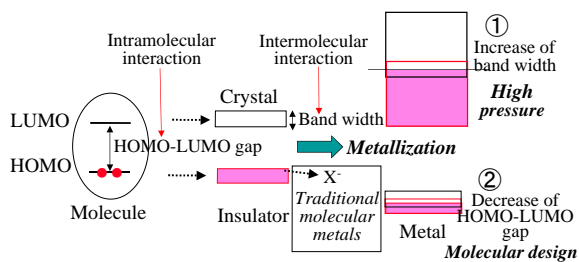 Intramolecular
interaction
Intermolecular
interaction
①
Increase of
band width
High
pressure
Crystal
Band width
LUMO
HOMO-LUMO gap
Metallization
HOMO
Molecule
Insulator
X-
Traditional
molecular
metals
Metal
②
Decrease of
HOMO-LUMO
gap
Molecular design